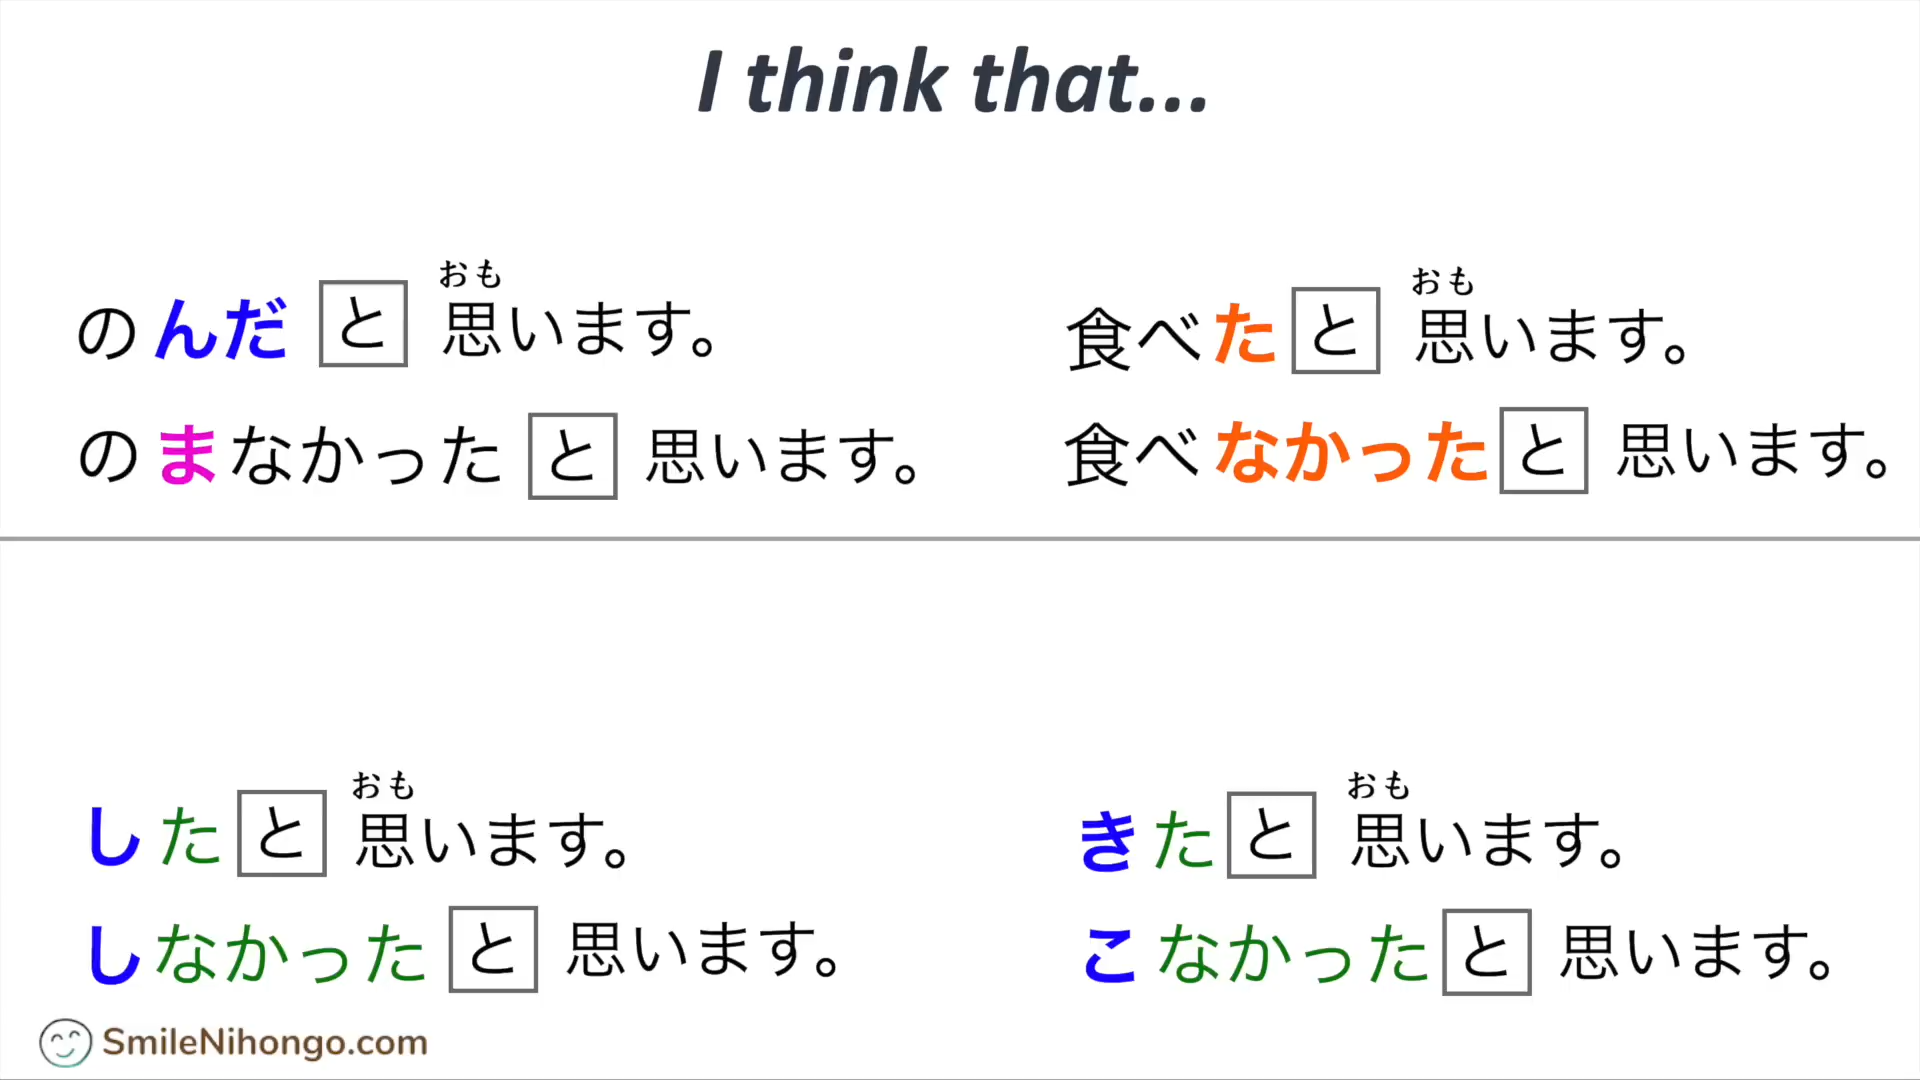 I think that...
おも
のんだ と 思います。
のまなかった と 思います。
おも
食べた と 思います。
食べなかった と 思います。
おも
した と 思います。
しなかった と 思います。
おも
きた と 思います。
こなかった と 思います。
SmileNihongo.com